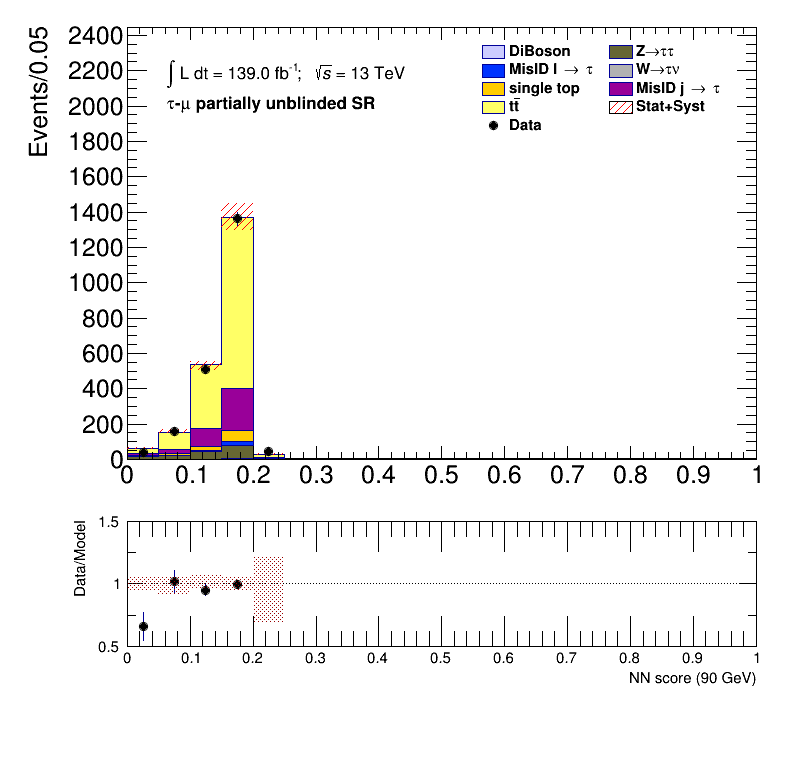 Events/0.05
2400
2200
2000
1800
1600
1400
1200
1000
800
600
400
200
0
∫ L dt = 139.0 fb⁻¹; √s = 13 TeV
τ-μ partially unblinded SR
DiBoson
MisID l → τ
single top
tt̄
Data
Z→ττ
W→τν
MisID j → τ
Stat+Syst
0 0.1 0.2 0.3 0.4 0.5 0.6 0.7 0.8 0.9 1
Data/Model
1.5
1
0.5
0 0.1 0.2 0.3 0.4 0.5 0.6 0.7 0.8 0.9 1
NN score (90 GeV)